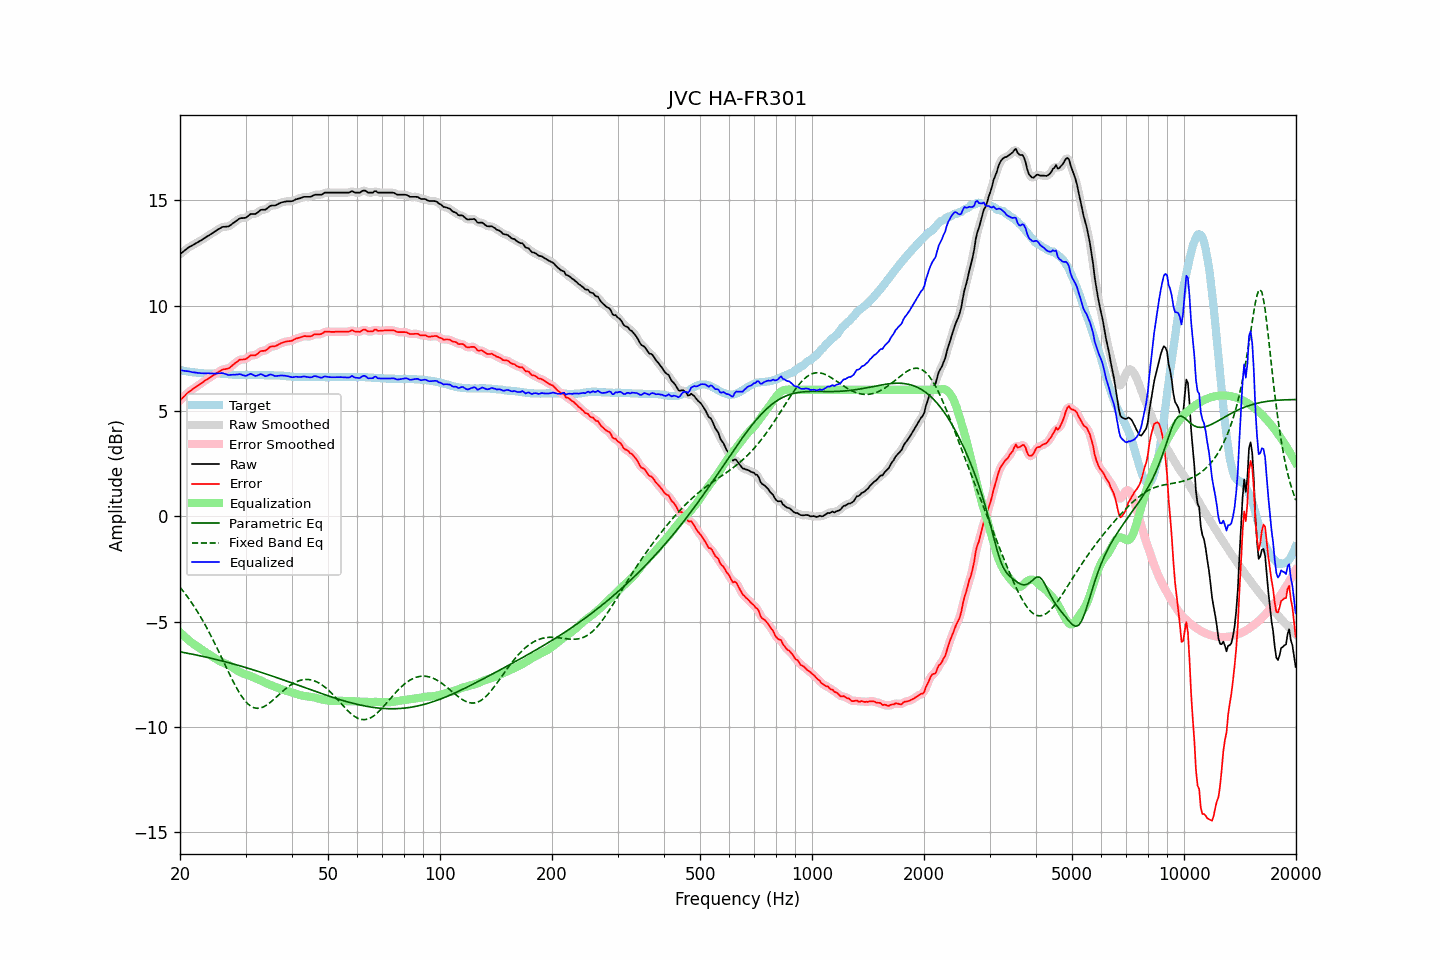 JVC HA-FR301
Amplitude (dBr)
15
10
5
0
−5
−10
−15
Target
Raw Smoothed
Error Smoothed
Raw
Error
Equalization
Parametric Eq
Fixed Band Eq
Equalized
20 50 100 200 500 1000 2000 5000 10000 20000
Frequency (Hz)